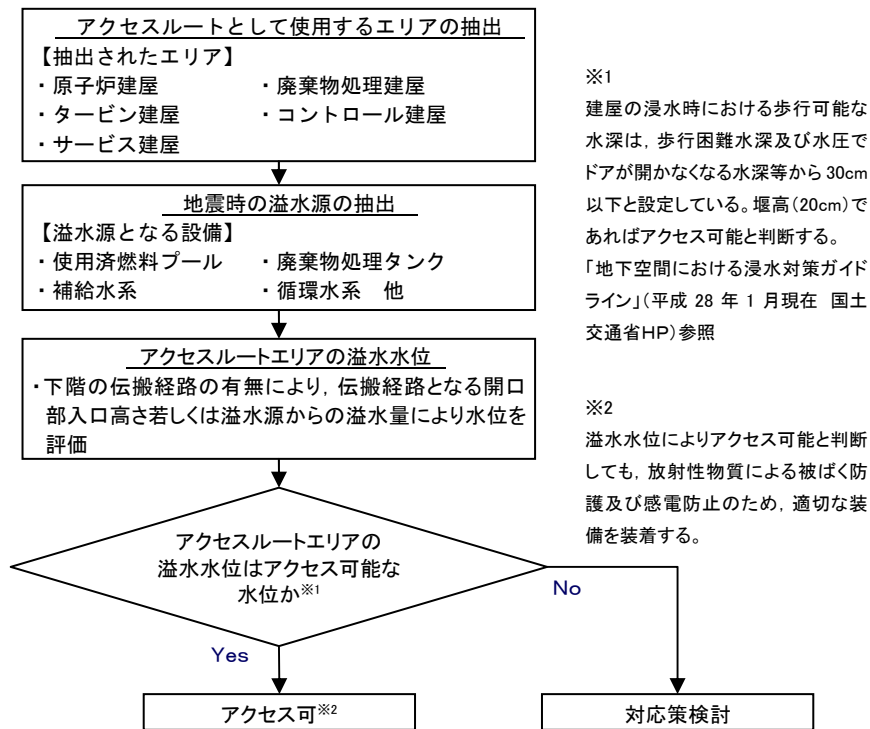 アクセスルートとして使用するエリアの抽出
【抽出されたエリア】
・原子炉建屋　・廃棄物処理建屋
・タービン建屋　・コントロール建屋
・サービス建屋
地震時の溢水源の抽出
【溢水源となる設備】
・使用済燃料プール　・廃棄物処理タンク
・補給水系　・循環水系　他
アクセスルートエリアの溢水水位
・下階の伝搬経路の有無により，伝搬経路となる開口
部入口高さ若しくは溢水源からの溢水量により水位を
評価
アクセスルートエリアの
溢水水位はアクセス可能な
水位か※1
No
Yes
アクセス可※2
対応策検討
※1
建屋の浸水時における歩行可能な
水深は，歩行困難水深及び水圧で
ドアが開かなくなる水深等から 30cm
以下と設定している。堰高（20cm）で
あればアクセス可能と判断する。
「地下空間における浸水対策ガイド
ライン」（平成 28 年 1 月現在　国土
交通省ＨＰ）参照
※2
溢水水位によりアクセス可能と判断
しても，放射性物質による被ばく防
護及び感電防止のため，適切な装
備を装着する。